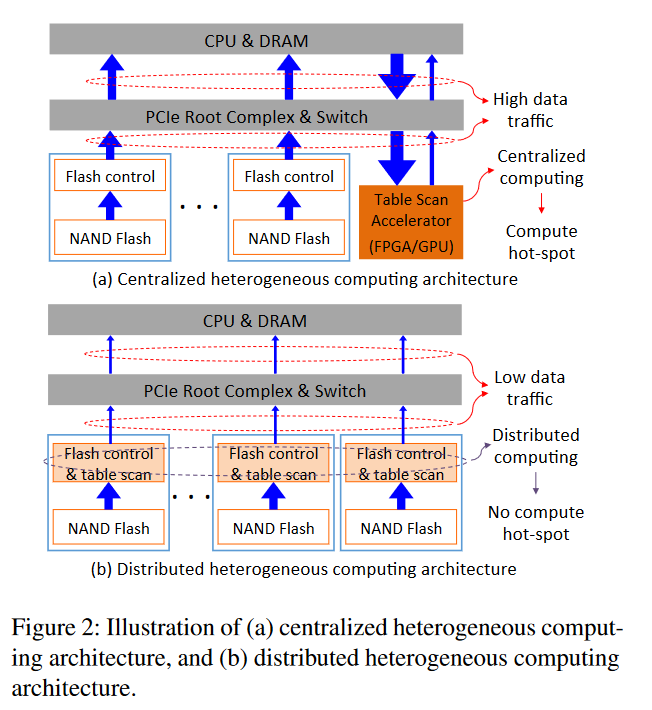 CPU & DRAM
High data
traffic
PCIe Root Complex & Switch
Centralized
computing
Flash control
Flash control
Table Scan
Accelerator
(FPGA/GPU)
. . .
NAND Flash
NAND Flash
Compute
hot-spot
(a) Centralized heterogeneous computing architecture
CPU & DRAM
Low data
traffic
PCIe Root Complex & Switch
Distributed
computing
Flash control
& table scan
Flash control
& table scan
Flash control
& table scan
. . .
NAND Flash
NAND Flash
NAND Flash
No compute
hot-spot
(b) Distributed heterogeneous computing architecture
Figure 2: Illustration of (a) centralized heterogeneous comput-
ing architecture, and (b) distributed heterogeneous computing
architecture.